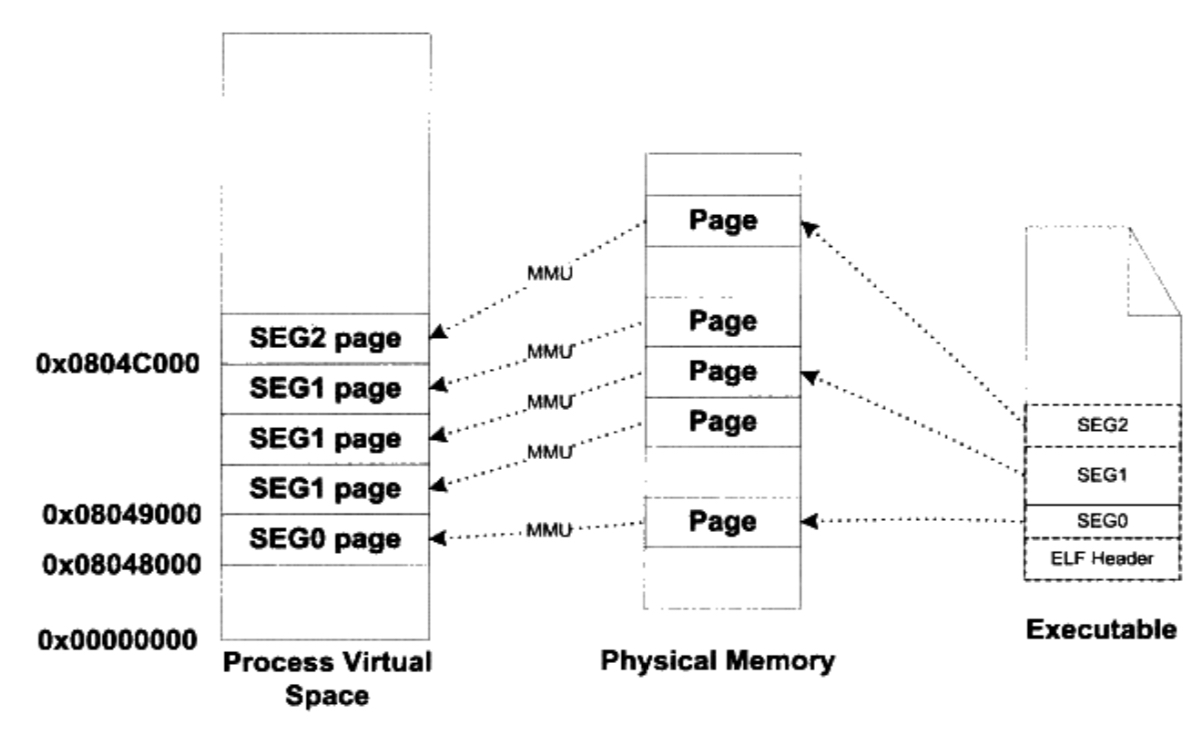 Page
MMU
SEG2 page
Page
0x0804C000
MMU
SEG1 page
Page
MMU
SEG2
SEG1 page
Page
MMU
SEG1
SEG1 page
0x08049000
Page
SEG0
SEG0 page
MMU
0x08048000
ELF Header
0x00000000
Executable
Process Virtual
Space
Physical Memory